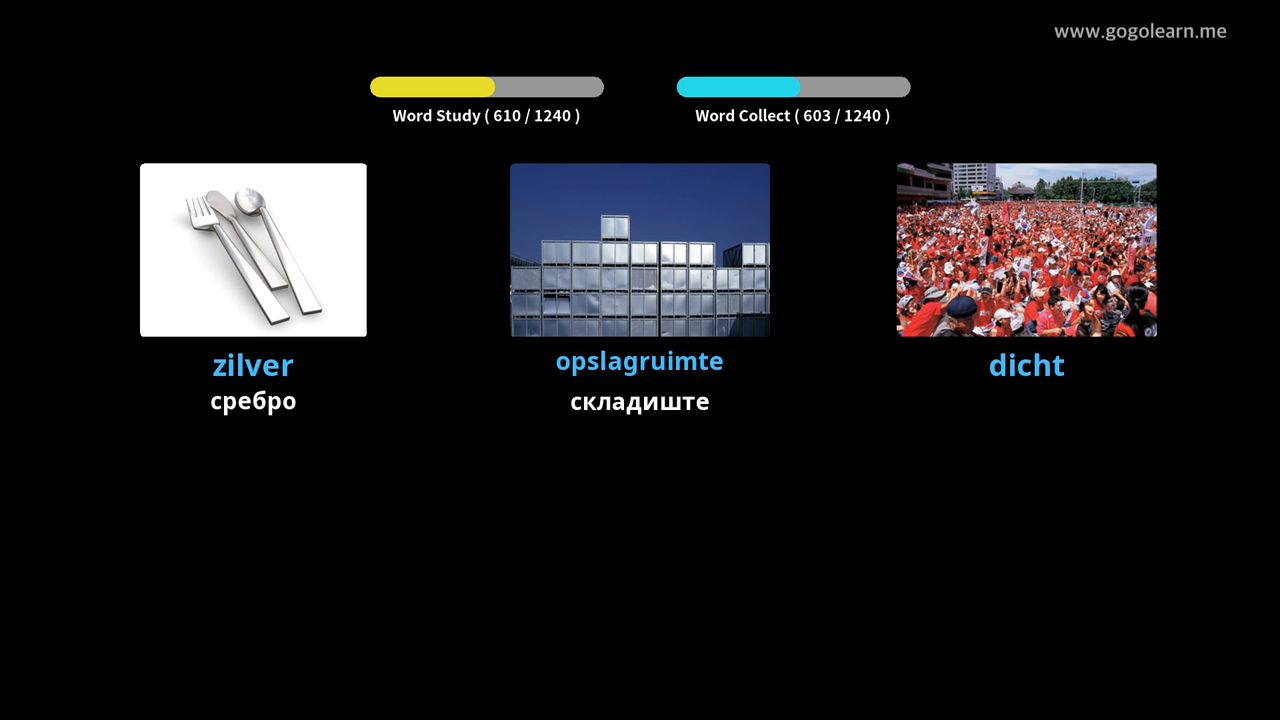 www.gogolearn.me
Word Study ( 610 / 1240 )
Word Collect ( 603 / 1240 )
zilver
opslagruimte
dicht
сребро
складиште